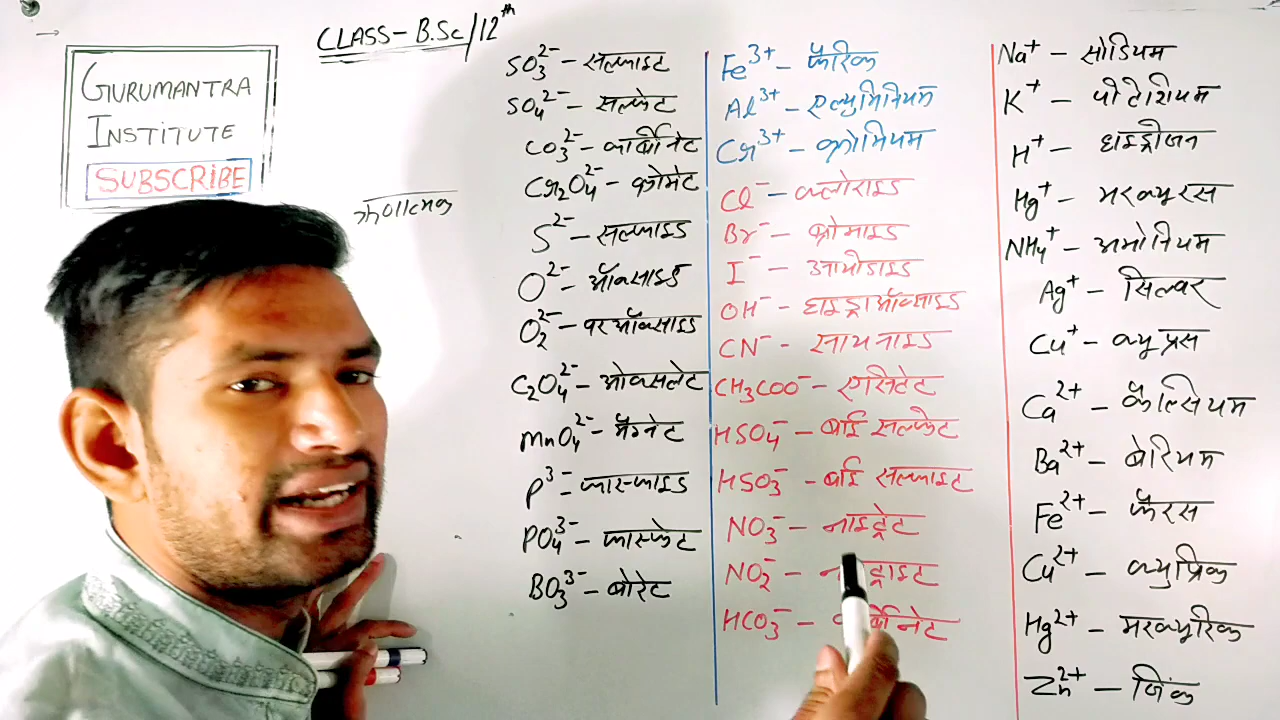 CLASS-B.Sc/12th
GURUMANTRA
INSTITUTE
SUBSCRIBE
SO₃²⁻ – सल्फाइट
SO₄²⁻ – सल्फेट
CO₃²⁻ – कार्बोनेट
Cr₂O₄²⁻ – क्रोमेट
S²⁻ – सल्फाइड
O²⁻ – ऑक्साइड
O₂²⁻ – परऑक्साइड
C₂O₄²⁻ – ओक्सलेट
MnO₄²⁻ – मैंग्नेट
P³⁻ – फास्फाइड
PO₄³⁻ – फास्फेट
BO₃³⁻ – बोरेट
Fe³⁺ – फैरिक
Al³⁺ – एल्युमिनियम
Cr³⁺ – क्रोमियम
Cl⁻ – क्लोराइड
Br⁻ – ब्रोमाइड
I⁻ – आयोडाइड
OH⁻ – हाइड्राऑक्साइड
CN⁻ – सायनाइड
CH₃COO⁻ – एसिटेट
HSO₄⁻ – बाई सल्फेट
HSO₃⁻ – बाई सल्फाइट
NO₃⁻ – नाइट्रेट
NO₂⁻ –
HCO₃⁻ –
Na⁺ – सोडियम
K⁺ – पोटेशियम
H⁺ – हाइड्रोजन
Hg⁺ – मरक्यूरस
NH₄⁺ – अमोनियम
Ag⁺ – सिल्वर
Cu⁺ – क्यूप्रस
Ca²⁺ – कैल्सियम
Ba²⁺ – बेरियम
Fe²⁺ – फैरस
Cu²⁺ – क्युप्रिक
Hg²⁺ – मरक्यूरिक
Zn²⁺ – जिंक